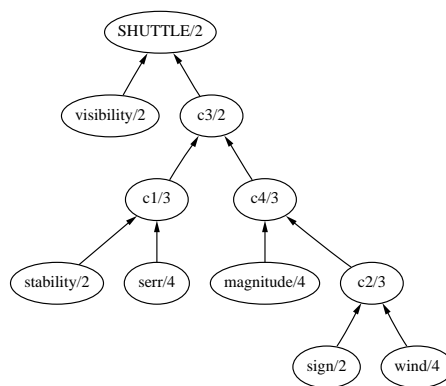 SHUTTLE/2
visibility/2
c3/2
c1/3
c4/3
stability/2
serr/4
magnitude/4
c2/3
sign/2
wind/4